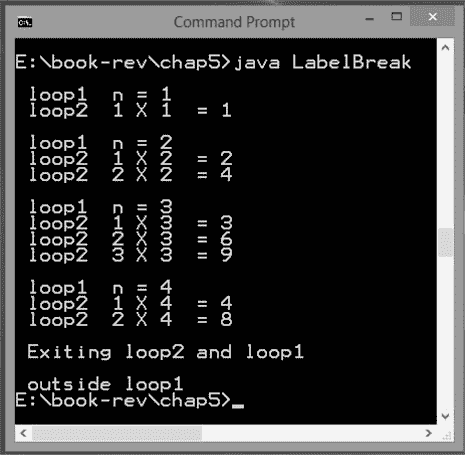 Command Prompt
E:\book-rev\chap5>java LabelBreak
loop1  n = 1
loop2  1 X 1  = 1
loop1  n = 2
loop2  1 X 2  = 2
loop2  2 X 2  = 4
loop1  n = 3
loop2  1 X 3  = 3
loop2  2 X 3  = 6
loop2  3 X 3  = 9
loop1  n = 4
loop2  1 X 4  = 4
loop2  2 X 4  = 8
Exiting loop2 and loop1
outside loop1
E:\book-rev\chap5>_